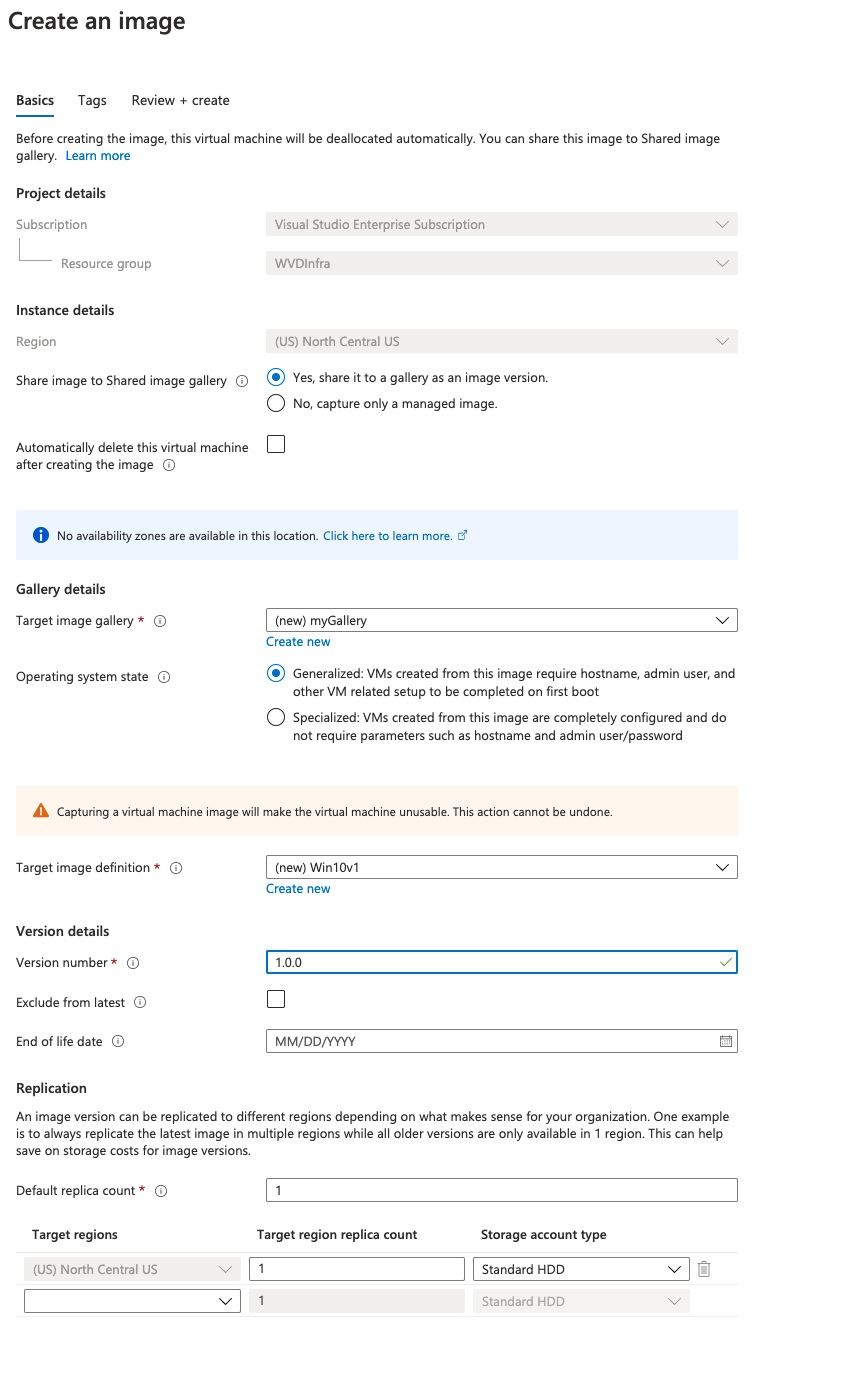 Create an image
Basics Tags Review + create
Before creating the image, this virtual machine will be deallocated automatically. You can share this image to Shared image
gallery. Learn more
Project details
Subscription Visual Studio Enterprise Subscription
Resource group WVDInfra
Instance details
Region (US) North Central US
Share image to Shared image gallery Yes, share it to a gallery as an image version.
No, capture only a managed image.
Automatically delete this virtual machine
after creating the image
No availability zones are available in this location. Click here to learn more.
Gallery details
Target image gallery * (new) myGallery
Create new
Operating system state Generalized: VMs created from this image require hostname, admin user, and
other VM related setup to be completed on first boot
Specialized: VMs created from this image are completely configured and do
not require parameters such as hostname and admin user/password
Capturing a virtual machine image will make the virtual machine unusable. This action cannot be undone.
Target image definition * (new) Win10v1
Create new
Version details
Version number * 1.0.0
Exclude from latest
End of life date MM/DD/YYYY
Replication
An image version can be replicated to different regions depending on what makes sense for your organization. One example
is to always replicate the latest image in multiple regions while all older versions are only available in 1 region. This can help
save on storage costs for image versions.
Default replica count * 1
Target regions Target region replica count Storage account type
(US) North Central US 1 Standard HDD
1 Standard HDD